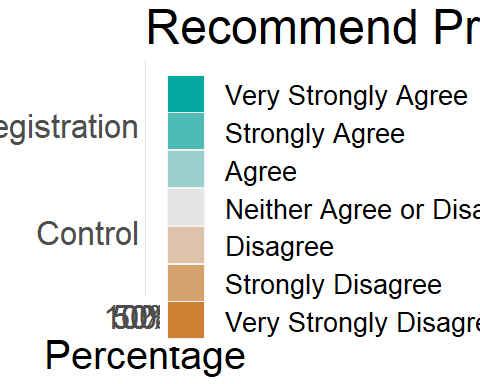 Recommend Pr
Very Strongly Agree
egistration
Strongly Agree
Agree
Neither Agree or Disa
Control
Disagree
Strongly Disagree
Very Strongly Disagre
Percentage